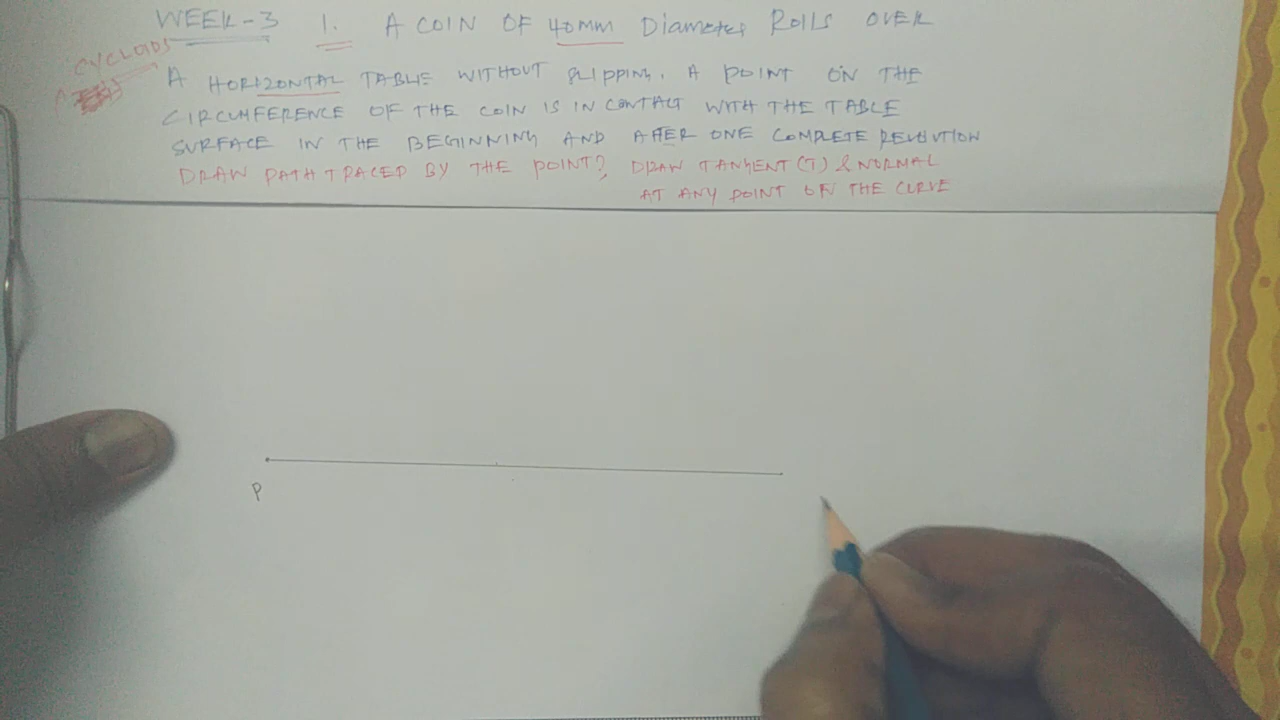 WEEK-3 1. A COIN OF 40MM Diameter ROLLS OVER
CYCLOIDS
A HORIZONTAL TABLE WITHOUT SLIPPING. A POINT ON THE
CIRCUMFERENCE OF THE COIN IS IN CONTACT WITH THE TABLE
SURFACE IN THE BEGINNING AND AFTER ONE COMPLETE REVOUTION
DRAW PATH TRACED BY THE POINT? DRAW TANGENT(T) & NORMAL
AT ANY POINT OF THE CURVE
P